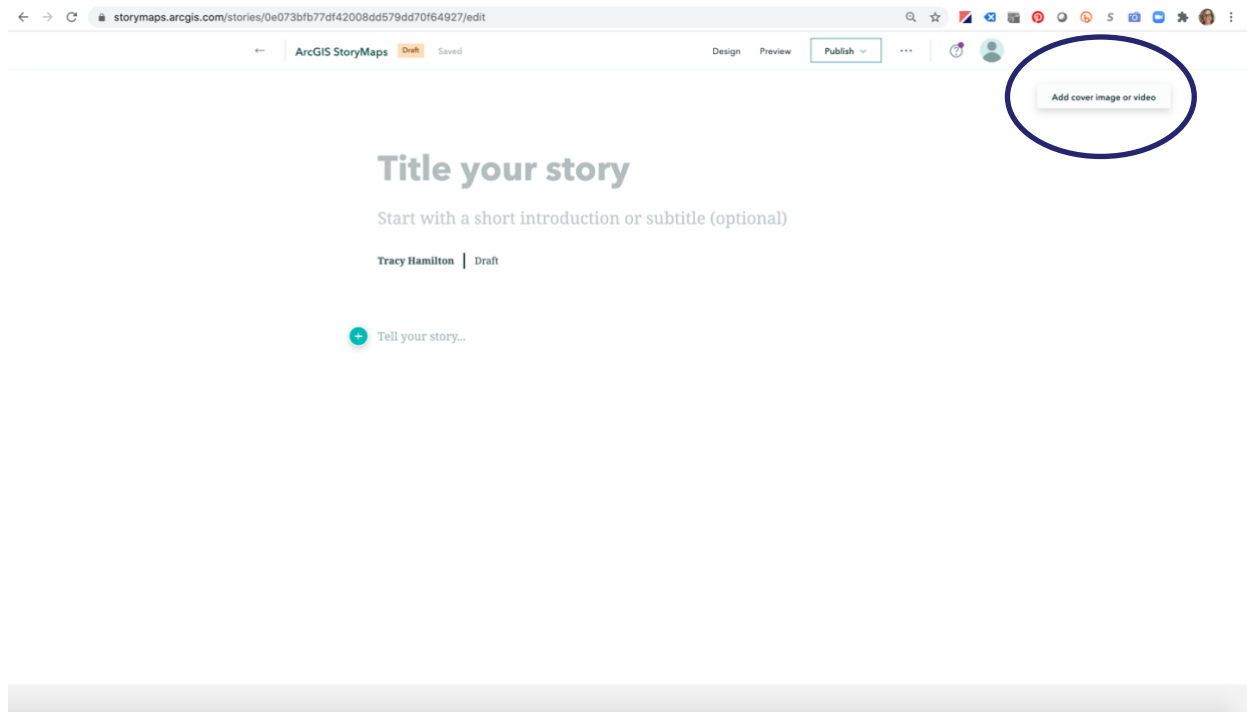 storymaps.arcgis.com/stories/0e073bfb77df42008dd579dd70f64927/edit
ArcGIS StoryMaps Draft Saved Design Preview Publish
Add cover image or video
Title your story
Start with a short introduction or subtitle (optional)
Tracy Hamilton Draft
Tell your story...